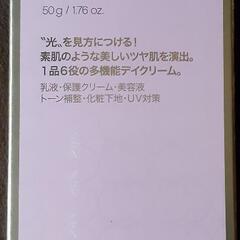 50g / 1.76 oz.
〝光〟を見方につける!
素肌のような美しいツヤ肌を演出。
1品6役の多機能デイクリーム。
乳液・保護クリーム・美容液
トーン補整・化粧下地・UV対策